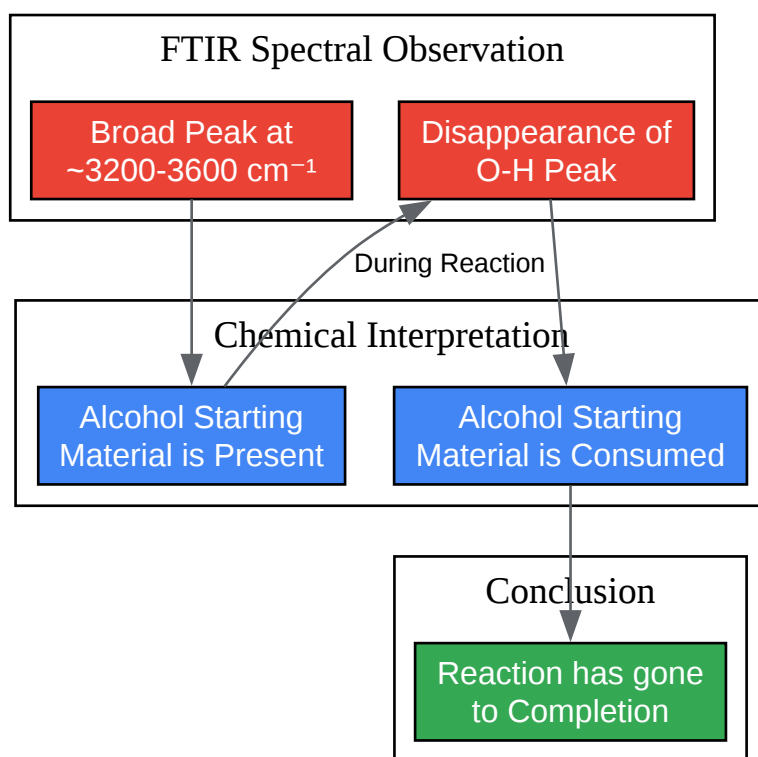 FTIR Spectral Observation
Broad Peak at
~3200-3600 cm⁻¹
Disappearance of
O-H Peak
During Reaction
Chemical Interpretation
Alcohol Starting
Material is Present
Alcohol Starting
Material is Consumed
Conclusion
Reaction has gone
to Completion